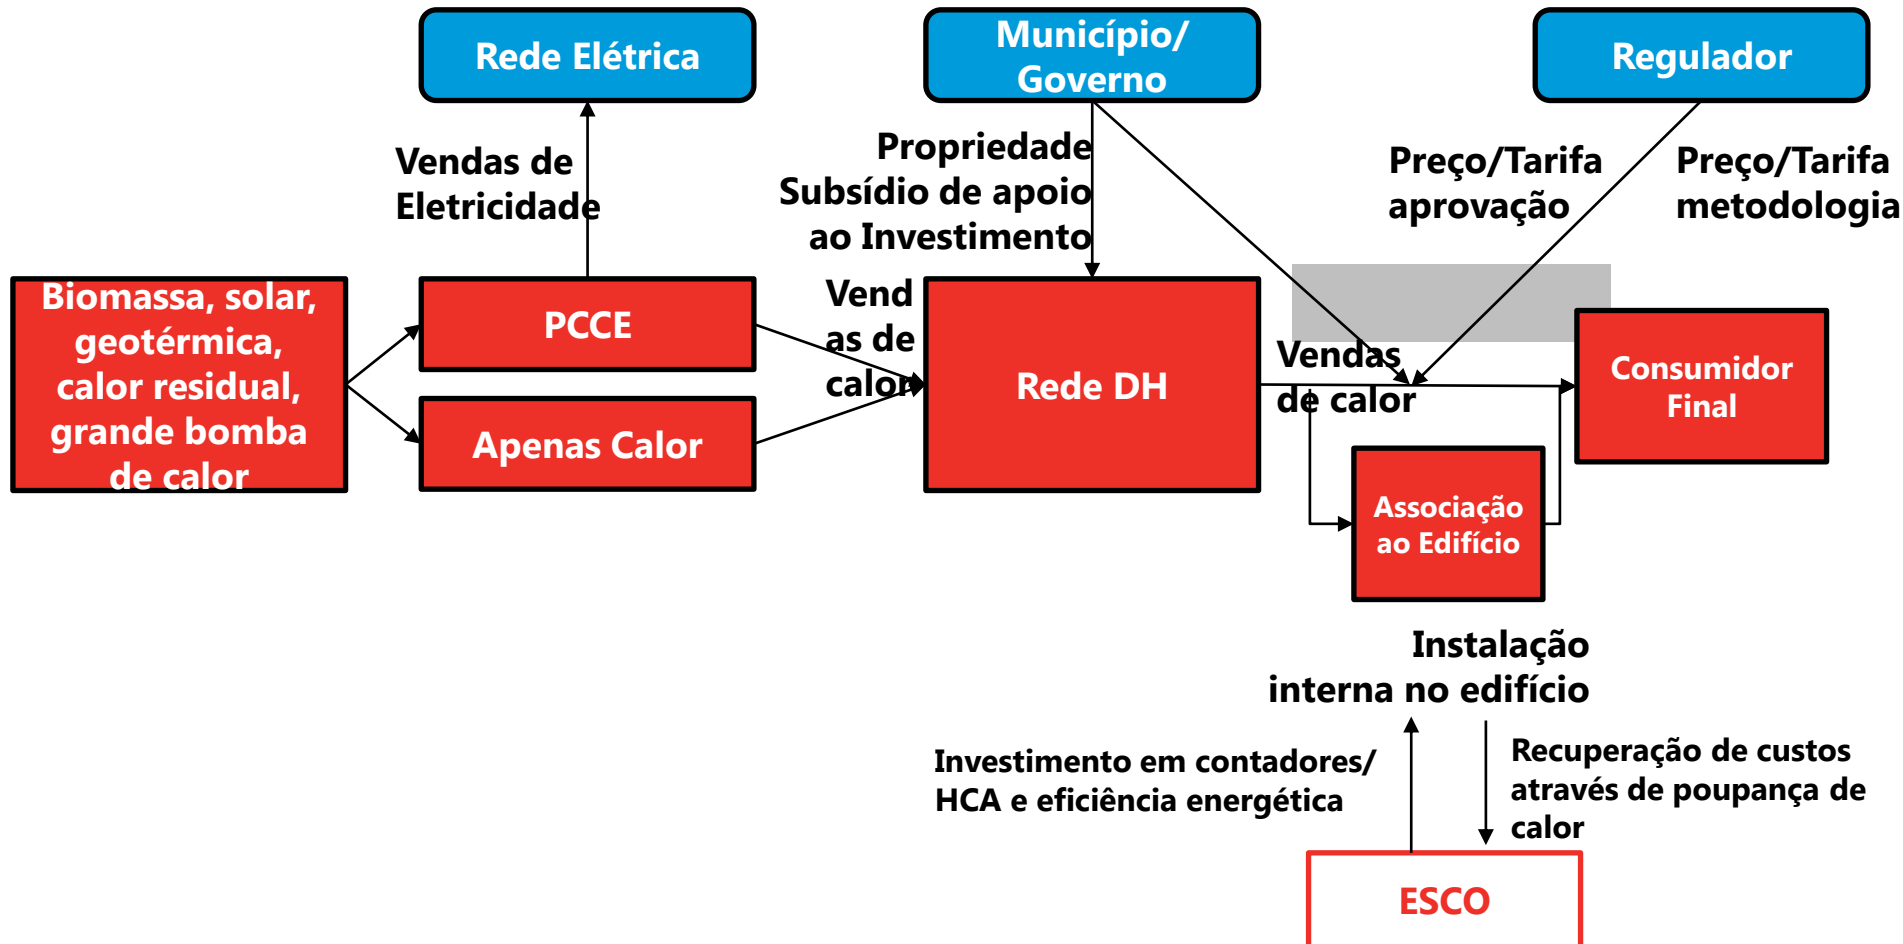 Rede Elétrica
Município/
Governo
Regulador
Vendas de
Eletricidade
Propriedade
Subsídio de apoio
ao Investimento
Preço/Tarifa
aprovação
Preço/Tarifa
metodologia
Biomassa, solar,
geotérmica,
calor residual,
grande bomba
de calor
PCCE
Apenas Calor
Vend
as de
calor
Rede DH
Vendas
de calor
Consumidor
Final
Associação
ao Edifício
Instalação
interna no edifício
Investimento em contadores/
HCA e eficiência energética
Recuperação de custos
através de poupança de
calor
ESCO